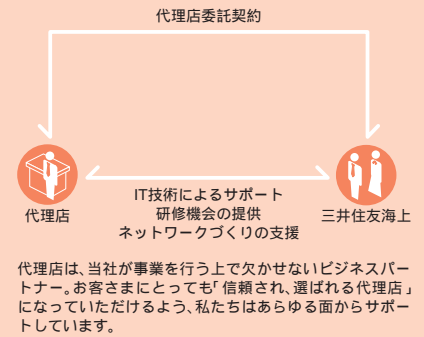 代理店委託契約
IT技術によるサポート
研修機会の提供
ネットワークづくりの支援
代理店
三井住友海上
代理店は、当社が事業を行う上で欠かせないビジネスパー
トナー。お客さまにとっても「信頼され、選ばれる代理店」
になっていただけるよう、私たちはあらゆる面からサポー
トしています。